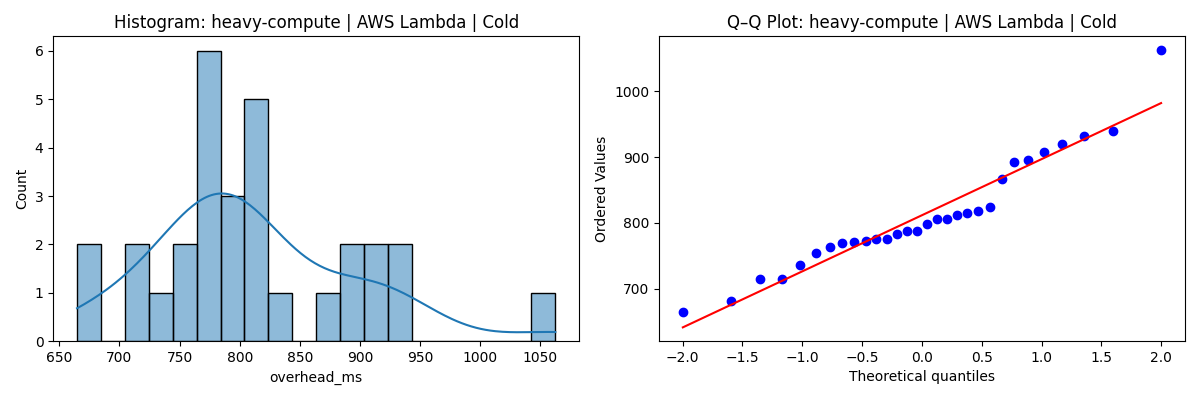 Histogram: heavy-compute | AWS Lambda | Cold
Count
6
5
4
3
2
1
0
650 700 750 800 850 900 950 1000 1050
overhead_ms
Q–Q Plot: heavy-compute | AWS Lambda | Cold
Ordered Values
1000
900
800
700
−2.0 −1.5 −1.0 −0.5 0.0 0.5 1.0 1.5 2.0
Theoretical quantiles